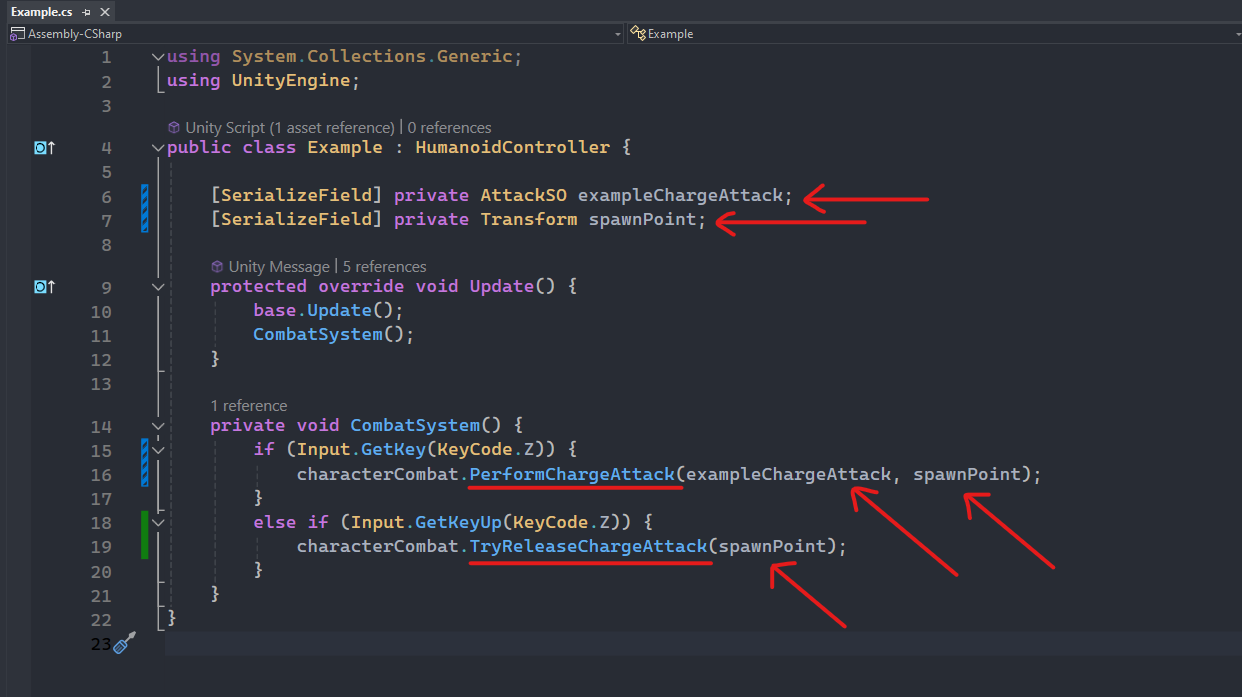 Example.cs
Assembly-CSharp
Example
1 using System.Collections.Generic;
2 using UnityEngine;
3
Unity Script (1 asset reference) | 0 references
4 public class Example : HumanoidController {
5
6 [SerializeField] private AttackSO exampleChargeAttack;
7 [SerializeField] private Transform spawnPoint;
8
Unity Message | 5 references
9 protected override void Update() {
10 base.Update();
11 CombatSystem();
12 }
13
1 reference
14 private void CombatSystem() {
15 if (Input.GetKey(KeyCode.Z)) {
16 characterCombat.PerformChargeAttack(exampleChargeAttack, spawnPoint);
17 }
18 else if (Input.GetKeyUp(KeyCode.Z)) {
19 characterCombat.TryReleaseChargeAttack(spawnPoint);
20 }
21 }
22 }
23